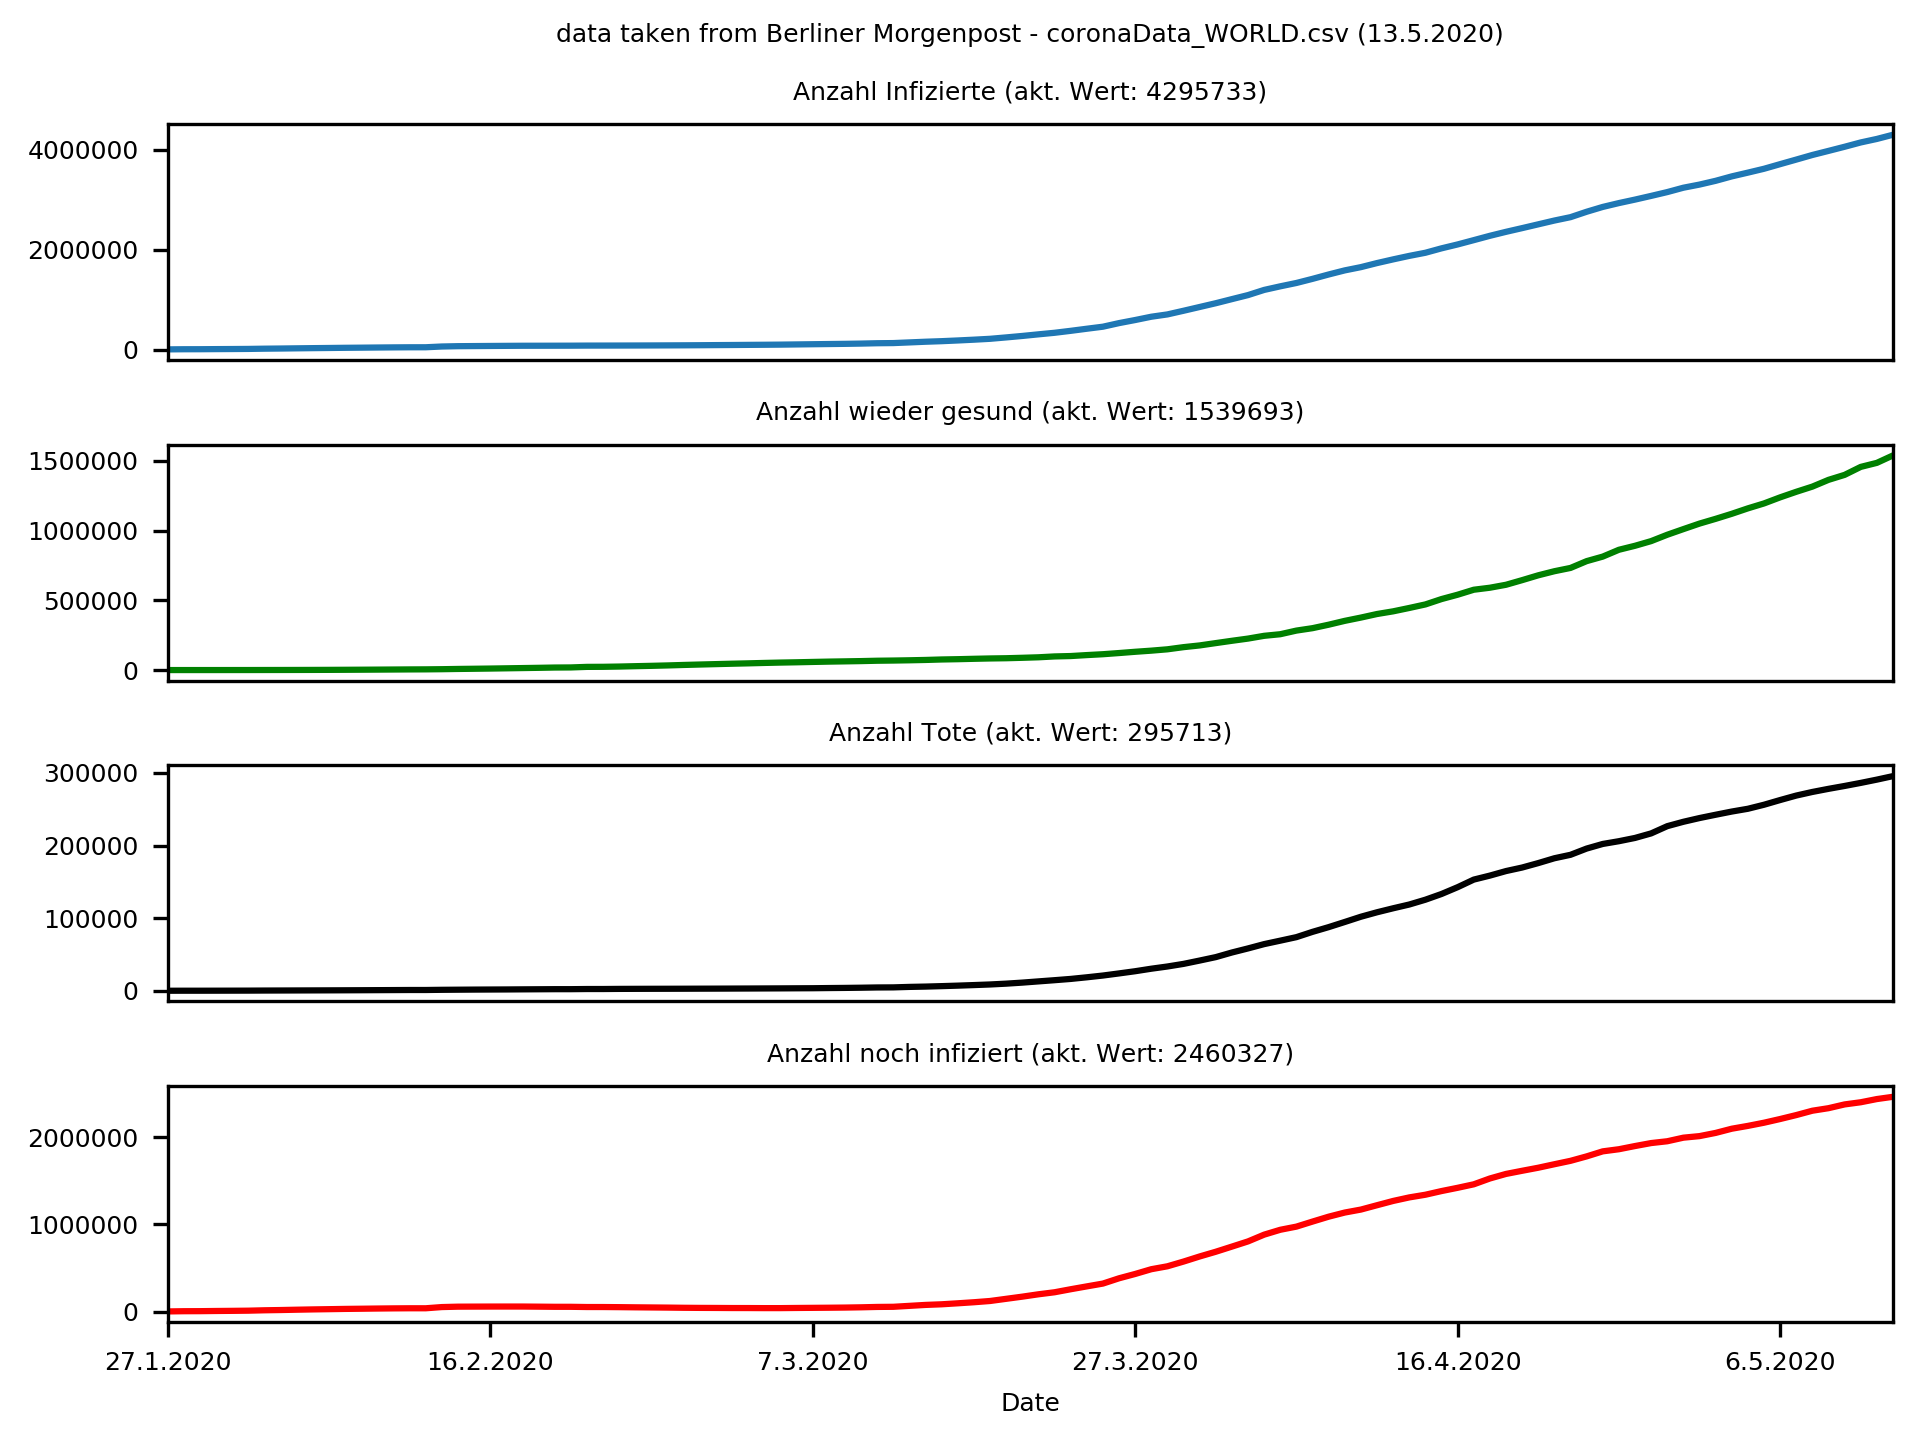 data taken from Berliner Morgenpost - coronaData_WORLD.csv (13.5.2020)
Anzahl Infizierte (akt. Wert: 4295733)
4000000
2000000
0
Anzahl wieder gesund (akt. Wert: 1539693)
1500000
1000000
500000
0
Anzahl Tote (akt. Wert: 295713)
300000
200000
100000
0
Anzahl noch infiziert (akt. Wert: 2460327)
2000000
1000000
0
27.1.2020 16.2.2020 7.3.2020 27.3.2020 16.4.2020 6.5.2020
Date